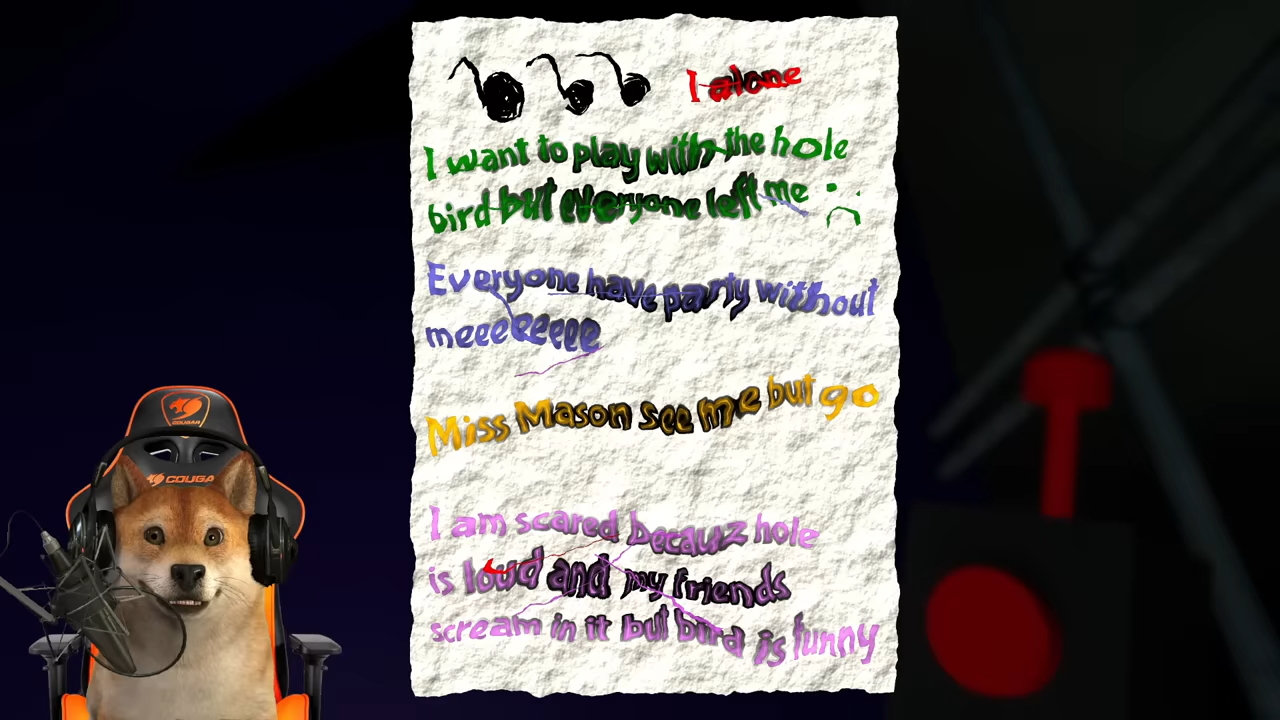 I alone
I want to play with the hole
bird but everyone left me :(
Everyone have party without
meeeeeeee
Miss Mason see me but go
I am scared becauz hole
is loud and my friends
scream in it but bird is funny
COUGAR
COUGA